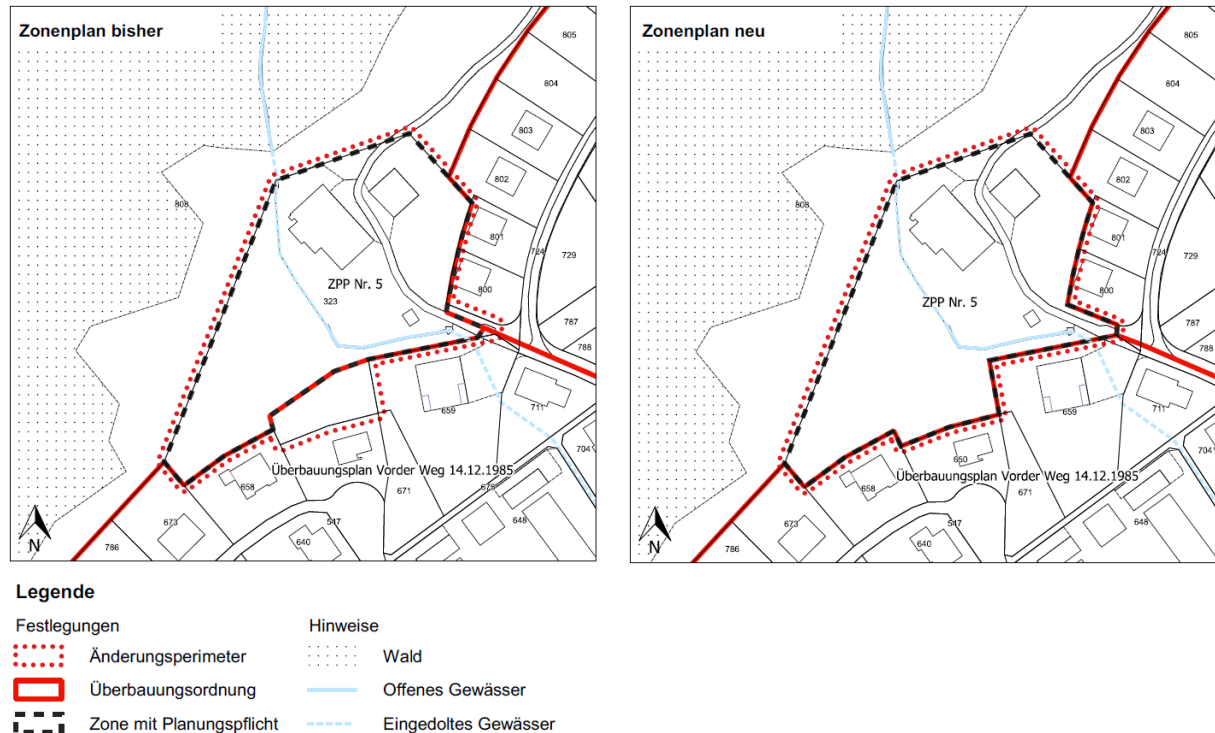 Zonenplan bisher
805
804
803
802
801
800
724
729
787
788
808
ZPP Nr. 5
323
659
711
704
Überbauungsplan Vorder Weg 14.12.1985
658
671
675
648
673
547
640
786
N
Zonenplan neu
805
804
803
802
801
800
724
729
787
788
808
ZPP Nr. 5
659
711
704
650
Überbauungsplan Vorder Weg 14.12.1985
658
671
648
673
547
640
786
N
Legende
Festlegungen
Änderungsperimeter
Überbauungsordnung
Zone mit Planungspflicht
Hinweise
Wald
Offenes Gewässer
Eingedoltes Gewässer